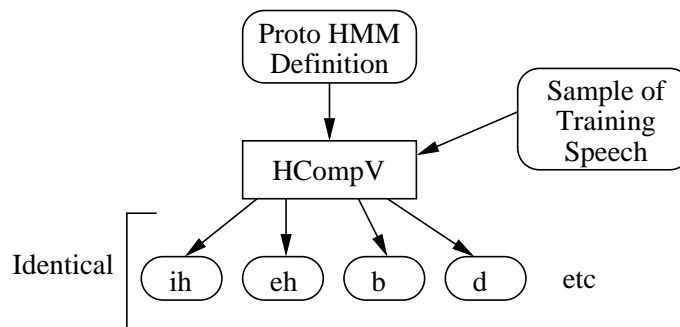 Proto HMM
Definition
Sample of
Training
Speech
HCompV
Identical
ih
eh
b
d
etc